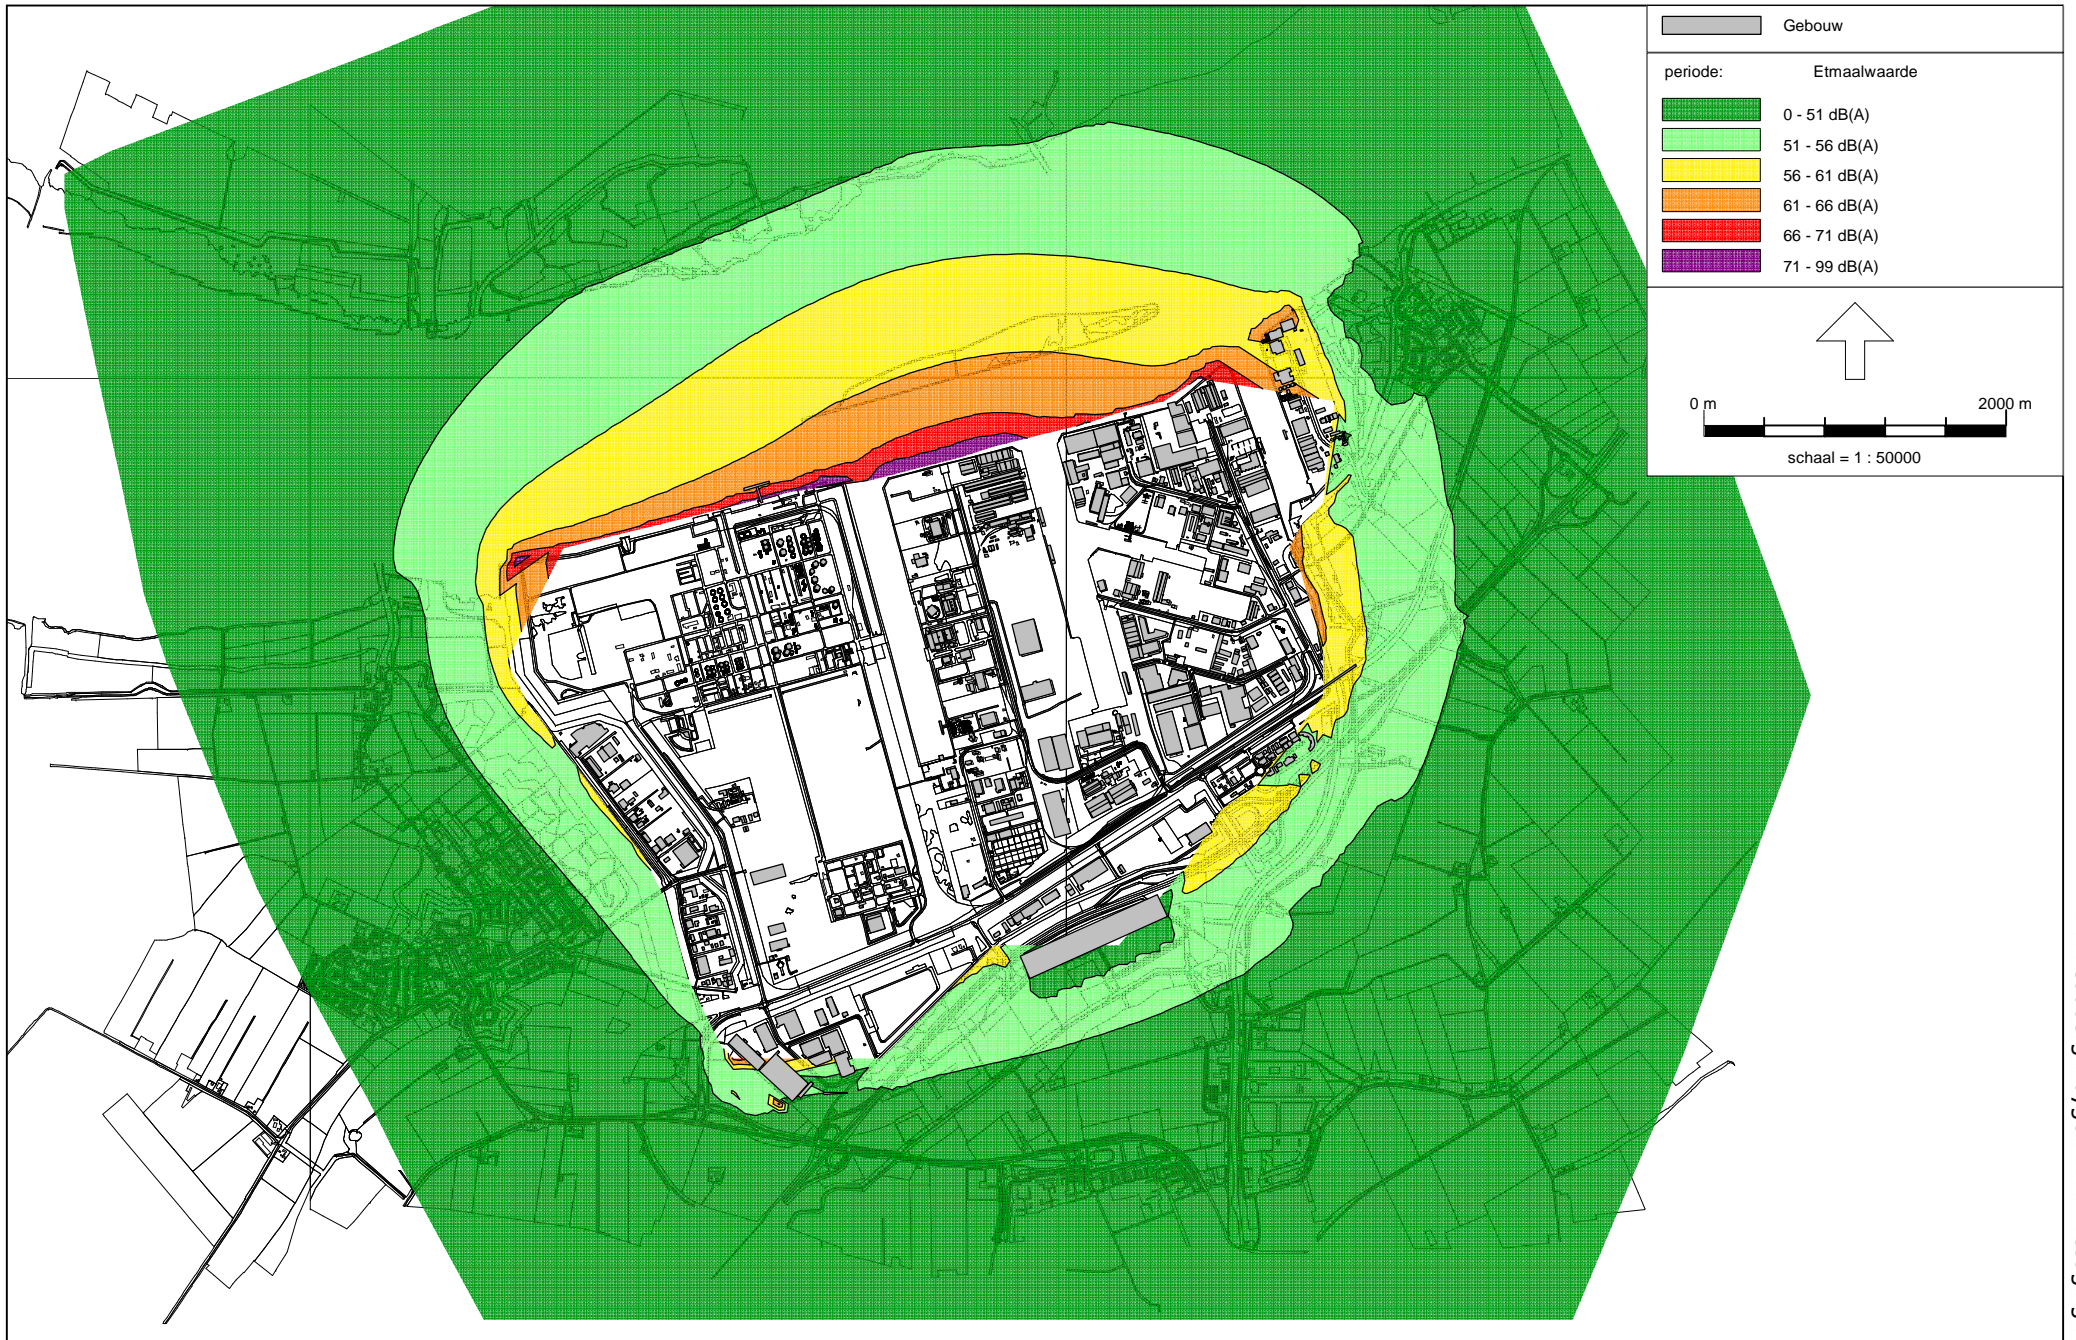 Gebouw
periode: Etmaalwaarde
0 - 51 dB(A)
51 - 56 dB(A)
56 - 61 dB(A)
61 - 66 dB(A)
66 - 71 dB(A)
71 - 99 dB(A)
0 m 2000 m
schaal = 1 : 50000